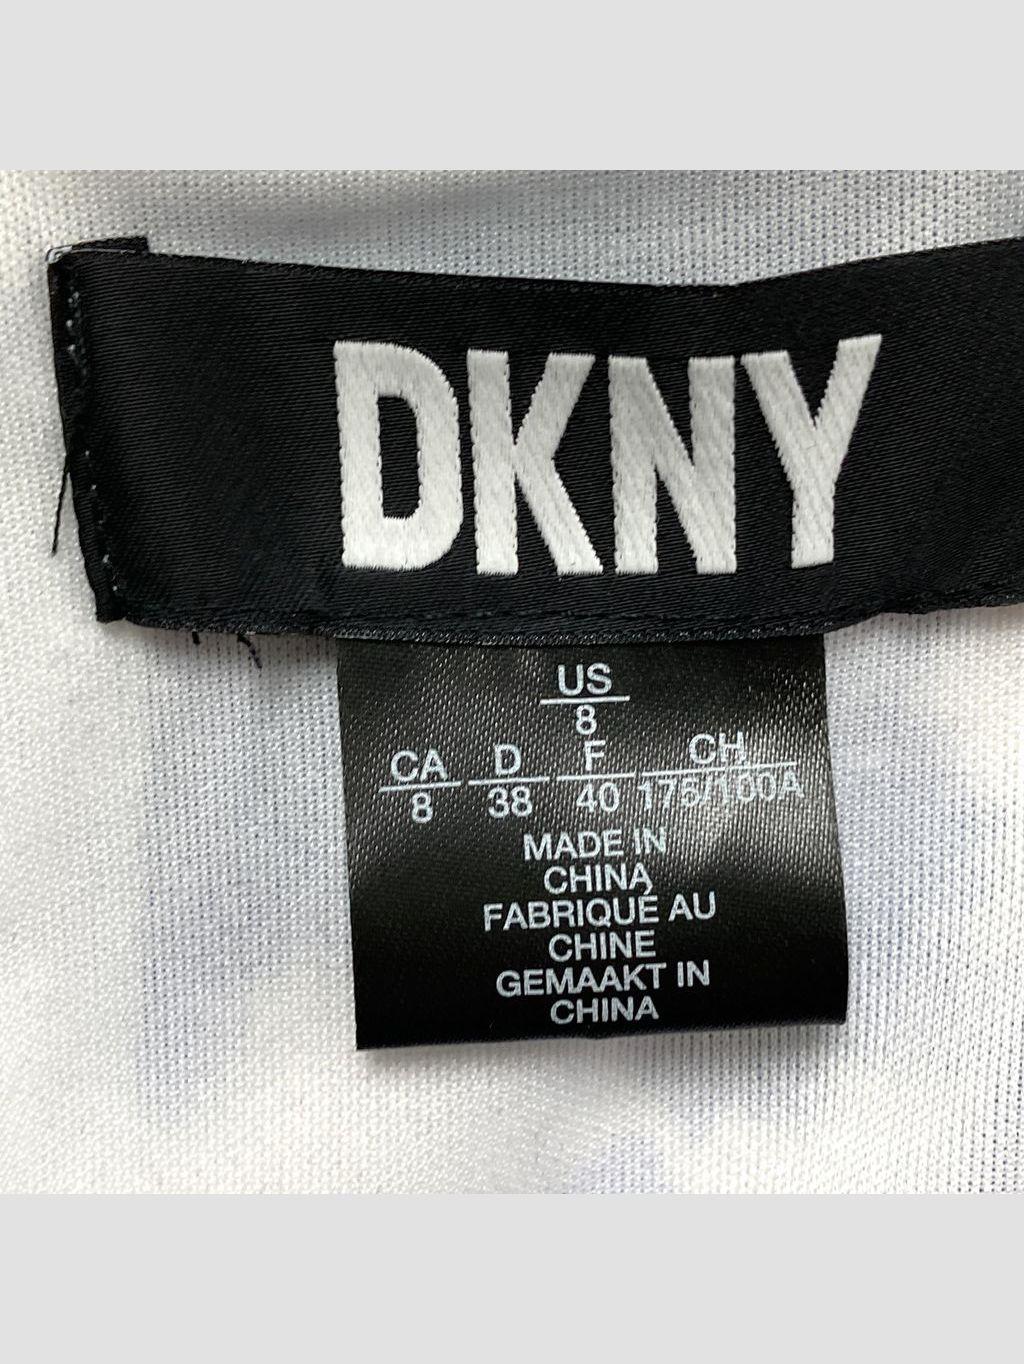 DKNY
US
8
CA D F CH
8 38 40 175/100A
MADE IN
CHINA
FABRIQUÉ AU
CHINE
GEMAAKT IN
CHINA